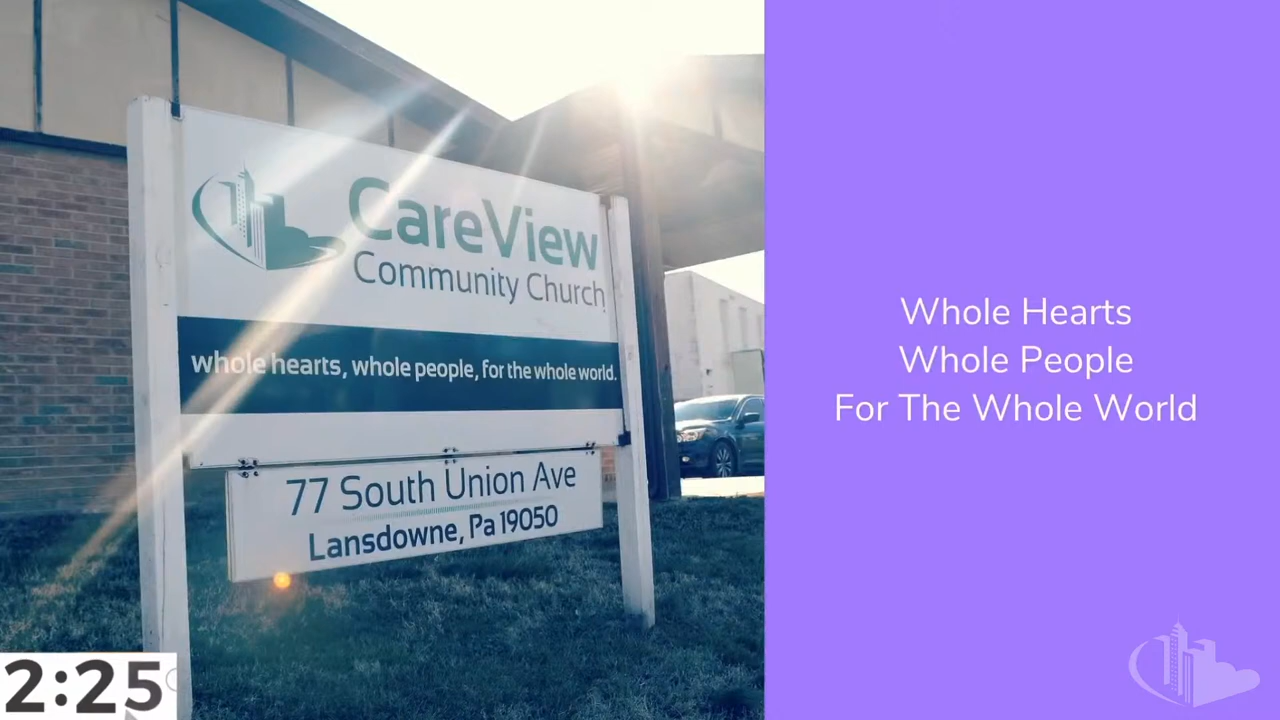 CareView
Community Church
whole hearts, whole people, for the whole world.
77 South Union Ave
Lansdowne, Pa 19050
2:25
Whole Hearts
Whole People
For The Whole World